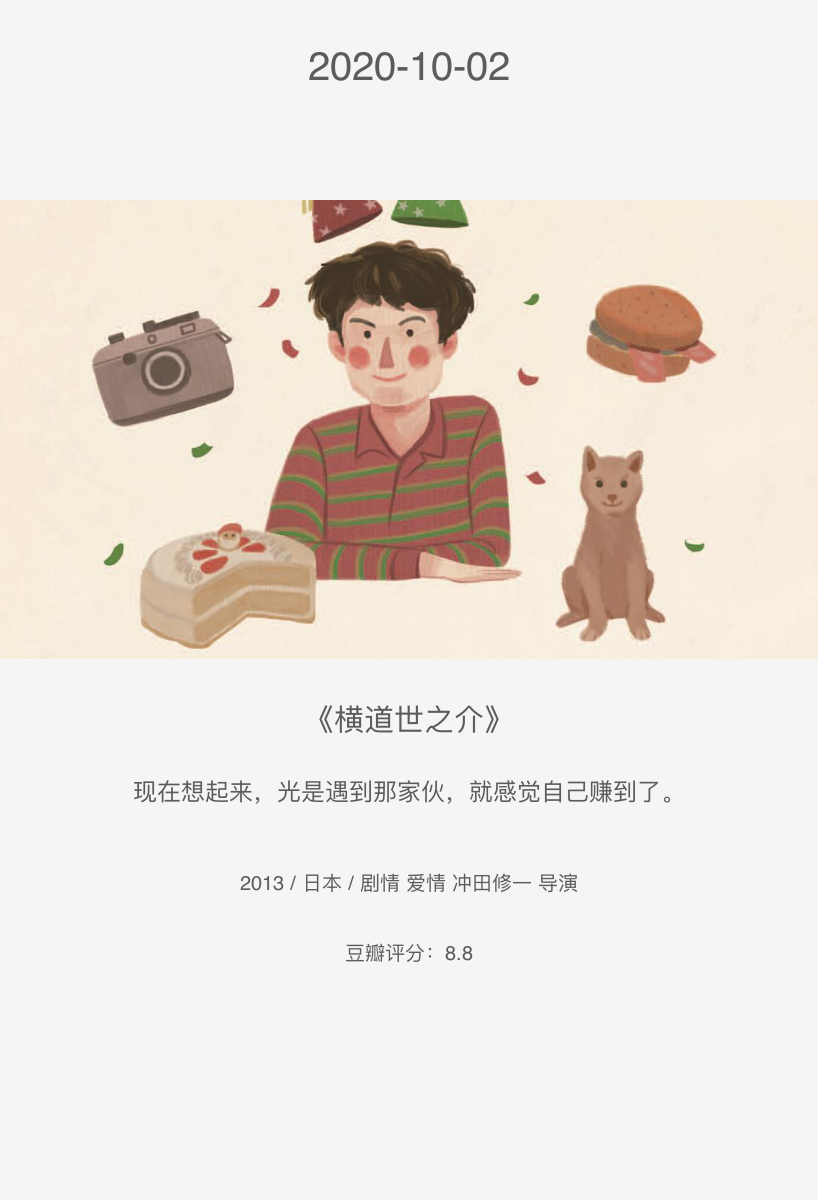 2020-10-02
《横道世之介》
现在想起来，光是遇到那家伙，就感觉自己赚到了。
2013 / 日本 / 剧情 爱情 冲田修一 导演
豆瓣评分：8.8